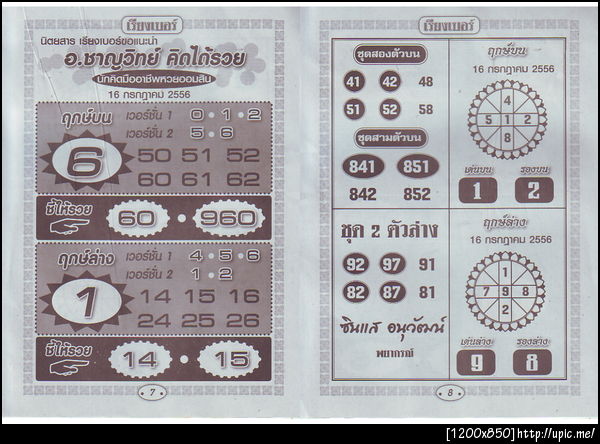 เรียงเบอร์
นิตยสาร เรียงเบอร์ขอแนะนำ
อ.ชาญวิทย์ คิดได้รวย
นักคิดมืออาชีพหวยออนลีน
16 กรกฎาคม 2556
ฤกษ์บน เวอร์ชั่น 1 0·1·2
เวอร์ชั่น 2 5·6
6 50 51 52
60 61 62
ชี้ให้รวย 60 · 960
ฤกษ์ล่าง เวอร์ชั่น 1 4·5·6
เวอร์ชั่น 2 1·2
1 14 15 16
24 25 26
ชี้ให้รวย 14 · 15
· 7 ·
เรียงเบอร์
ชุดสองตัวบน
41 42 48
51 52 58
ชุดสามตัวบน
841 851
842 852
ฤกษ์บน
16 กรกฎาคม 2556
4
5 1 2
8
เด่นบน รองบน
1 2
ชุด 2 ตัวล่าง
92 97 91
82 87 81
ซินแส อนุวัฒน์
พยากรณ์
ฤกษ์ล่าง
16 กรกฎาคม 2556
1
7 9 8
2
เด่นล่าง รองล่าง
9 8
· 8 ·
[1200x850]http://upic.me/